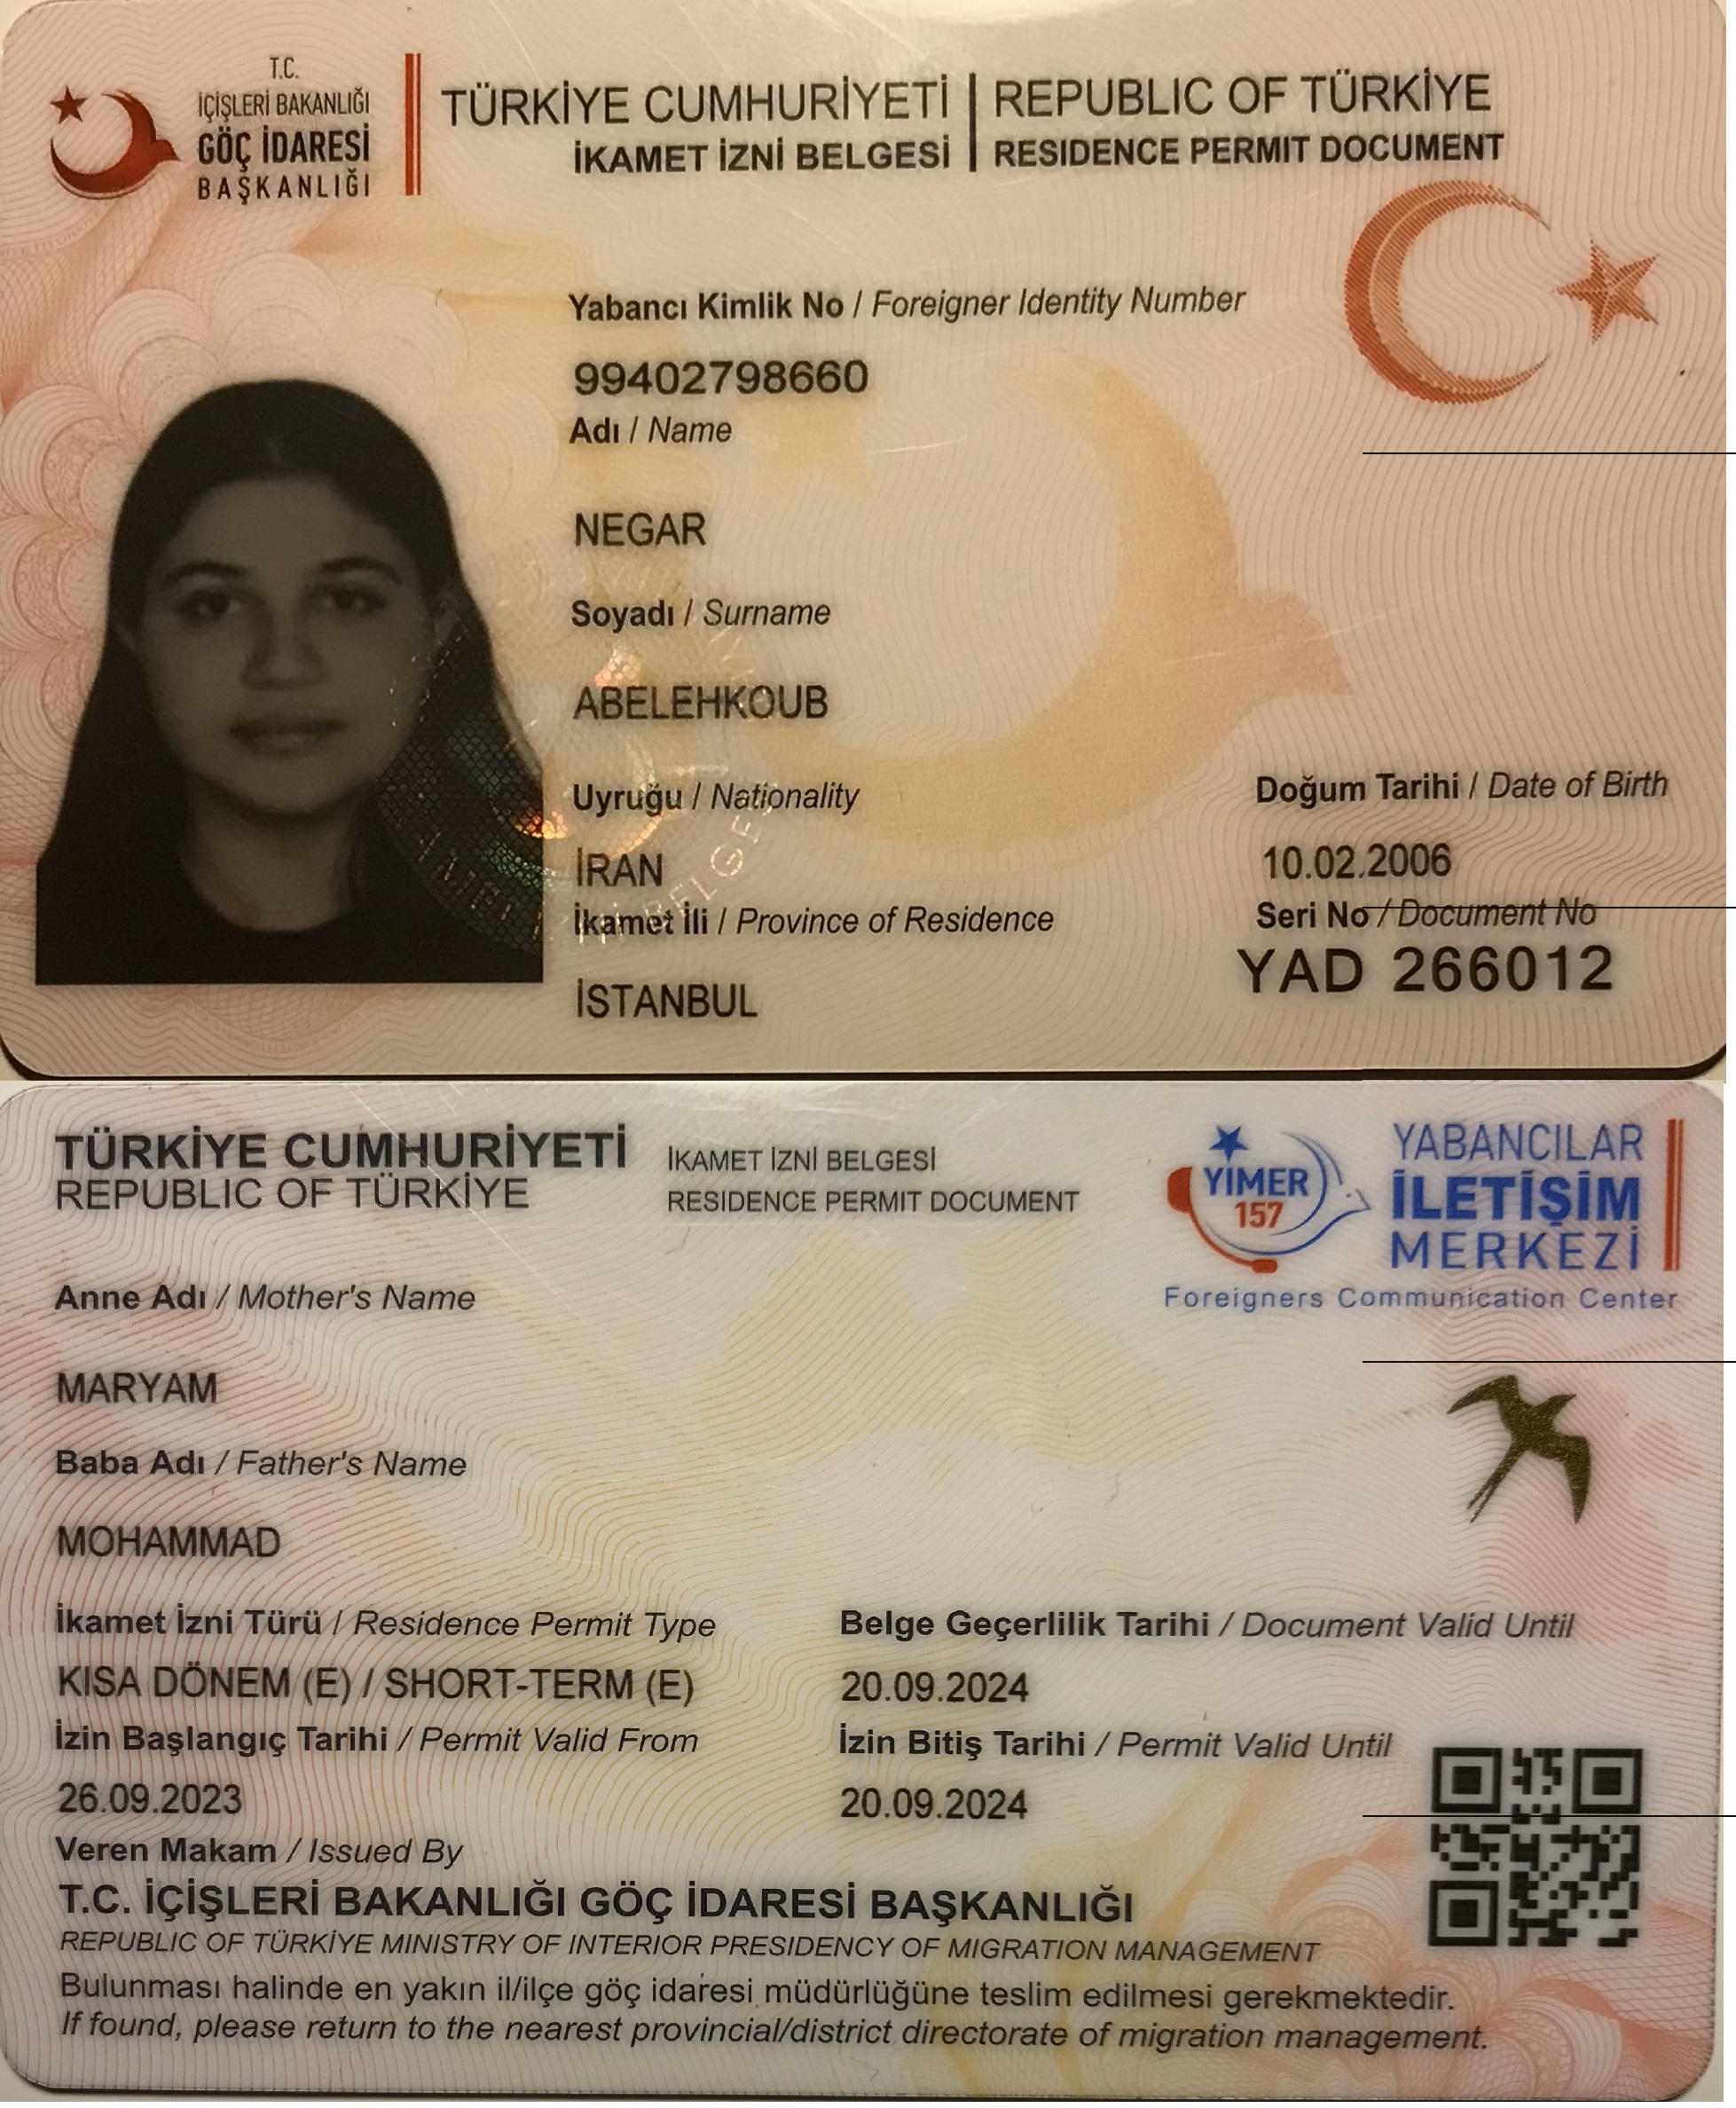 T.C.
İÇİŞLERİ BAKANLIĞI
GÖÇ İDARESİ
BAŞKANLIĞI
TÜRKİYE CUMHURİYETİ | REPUBLIC OF TÜRKİYE
İKAMET İZNİ BELGESİ | RESIDENCE PERMIT DOCUMENT
Yabancı Kimlik No / Foreigner Identity Number
99402798660
Adı / Name
NEGAR
Soyadı / Surname
ABELEHKOUB
Uyruğu / Nationality
İRAN
Doğum Tarihi / Date of Birth
10.02.2006
İkamet İli / Province of Residence
İSTANBUL
Seri No / Document No
YAD 266012
TÜRKİYE CUMHURİYETİ
REPUBLIC OF TÜRKİYE
İKAMET İZNİ BELGESİ
RESIDENCE PERMIT DOCUMENT
YİMER
157
YABANCILAR
İLETİŞİM
MERKEZİ
Foreigners Communication Center
Anne Adı / Mother's Name
MARYAM
Baba Adı / Father's Name
MOHAMMAD
İkamet İzni Türü / Residence Permit Type
KISA DÖNEM (E) / SHORT-TERM (E)
Belge Geçerlilik Tarihi / Document Valid Until
20.09.2024
İzin Başlangıç Tarihi / Permit Valid From
26.09.2023
İzin Bitiş Tarihi / Permit Valid Until
20.09.2024
Veren Makam / Issued By
T.C. İÇİŞLERİ BAKANLIĞI GÖÇ İDARESİ BAŞKANLIĞI
REPUBLIC OF TÜRKİYE MINISTRY OF INTERIOR PRESIDENCY OF MIGRATION MANAGEMENT
Bulunması halinde en yakın il/ilçe göç idaresi müdürlüğüne teslim edilmesi gerekmektedir.
If found, please return to the nearest provincial/district directorate of migration management.